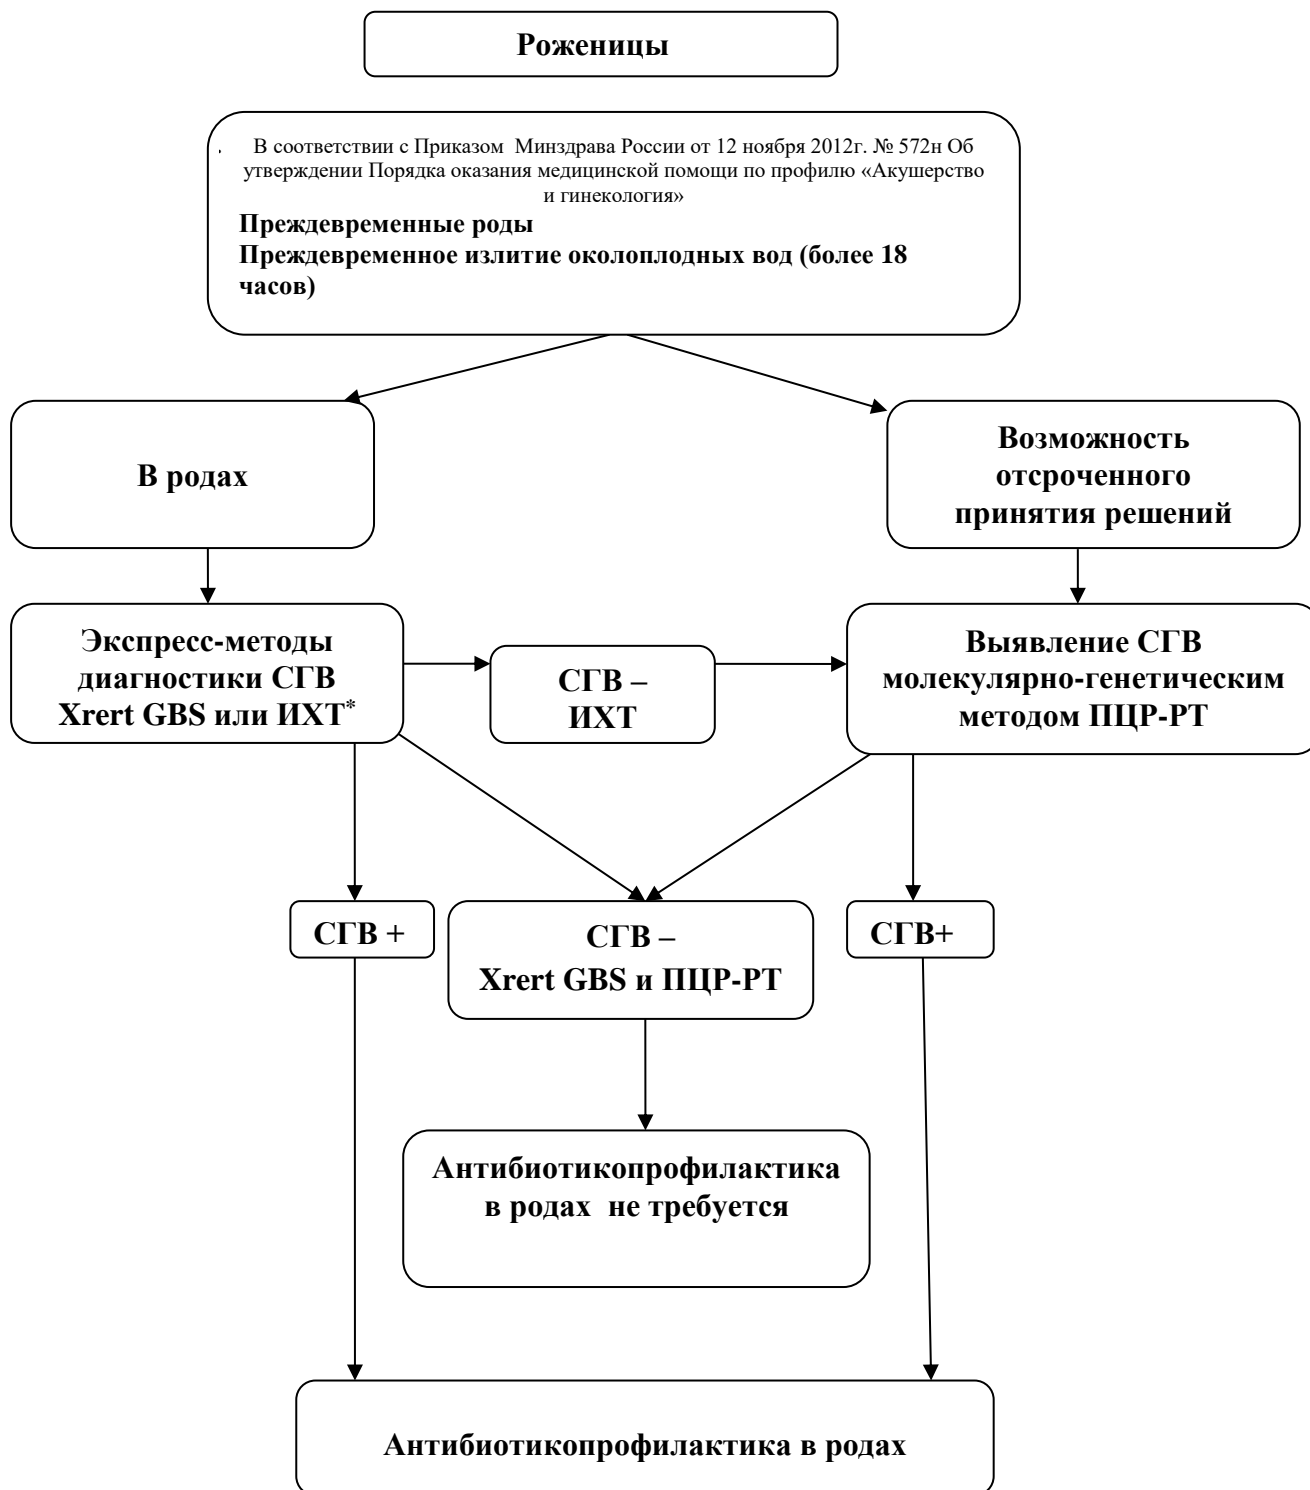 Роженицы
. В соответствии с Приказом Минздрава России от 12 ноября 2012г. № 572н Об
утверждении Порядка оказания медицинской помощи по профилю «Акушерство
и гинекология»
Преждевременные роды
Преждевременное излитие околоплодных вод (более 18
часов)
В родах
Возможность
отсроченного
принятия решений
Экспресс-методы
диагностики СГВ
Xrert GBS или ИХТ*
СГВ –
ИХТ
Выявление СГВ
молекулярно-генетическим
методом ПЦР-РТ
СГВ +
СГВ –
Xrert GBS и ПЦР-РТ
СГВ+
Антибиотикопрофилактика
в родах не требуется
Антибиотикопрофилактика в родах